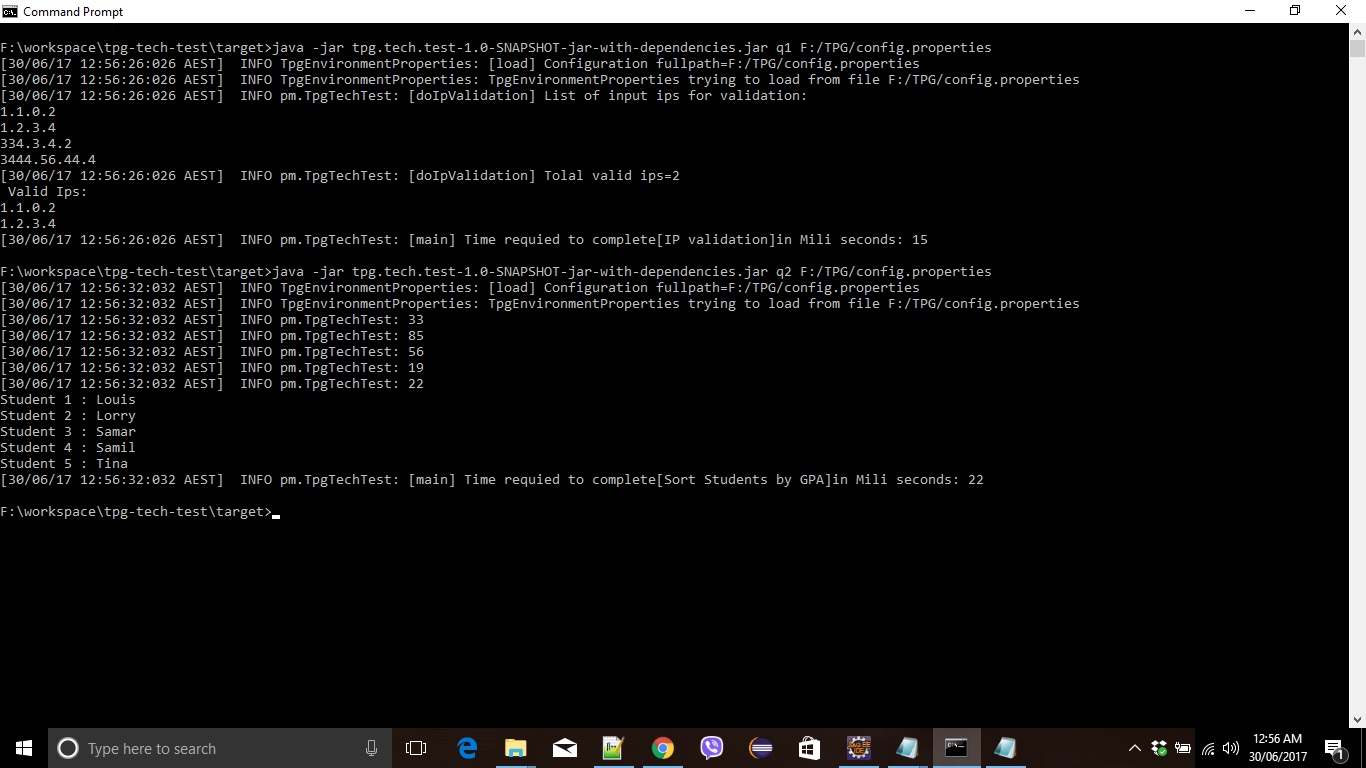 Command Prompt
F:\workspace\tpg-tech-test\target>java -jar tpg.tech.test-1.0-SNAPSHOT-jar-with-dependencies.jar q1 F:/TPG/config.properties
[30/06/17 12:56:26:026 AEST]  INFO TpgEnvironmentProperties: [load] Configuration fullpath=F:/TPG/config.properties
[30/06/17 12:56:26:026 AEST]  INFO TpgEnvironmentProperties: TpgEnvironmentProperties trying to load from file F:/TPG/config.properties
[30/06/17 12:56:26:026 AEST]  INFO pm.TpgTechTest: [doIpValidation] List of input ips for validation:
1.1.0.2
1.2.3.4
334.3.4.2
3444.56.44.4
[30/06/17 12:56:26:026 AEST]  INFO pm.TpgTechTest: [doIpValidation] Tolal valid ips=2
 Valid Ips:
1.1.0.2
1.2.3.4
[30/06/17 12:56:26:026 AEST]  INFO pm.TpgTechTest: [main] Time requied to complete[IP validation]in Mili seconds: 15
F:\workspace\tpg-tech-test\target>java -jar tpg.tech.test-1.0-SNAPSHOT-jar-with-dependencies.jar q2 F:/TPG/config.properties
[30/06/17 12:56:32:032 AEST]  INFO TpgEnvironmentProperties: [load] Configuration fullpath=F:/TPG/config.properties
[30/06/17 12:56:32:032 AEST]  INFO TpgEnvironmentProperties: TpgEnvironmentProperties trying to load from file F:/TPG/config.properties
[30/06/17 12:56:32:032 AEST]  INFO pm.TpgTechTest: 33
[30/06/17 12:56:32:032 AEST]  INFO pm.TpgTechTest: 85
[30/06/17 12:56:32:032 AEST]  INFO pm.TpgTechTest: 56
[30/06/17 12:56:32:032 AEST]  INFO pm.TpgTechTest: 19
[30/06/17 12:56:32:032 AEST]  INFO pm.TpgTechTest: 22
Student 1 : Louis
Student 2 : Lorry
Student 3 : Samar
Student 4 : Samil
Student 5 : Tina
[30/06/17 12:56:32:032 AEST]  INFO pm.TpgTechTest: [main] Time requied to complete[Sort Students by GPA]in Mili seconds: 22
F:\workspace\tpg-tech-test\target>
Type here to search
12:56 AM
30/06/2017
1